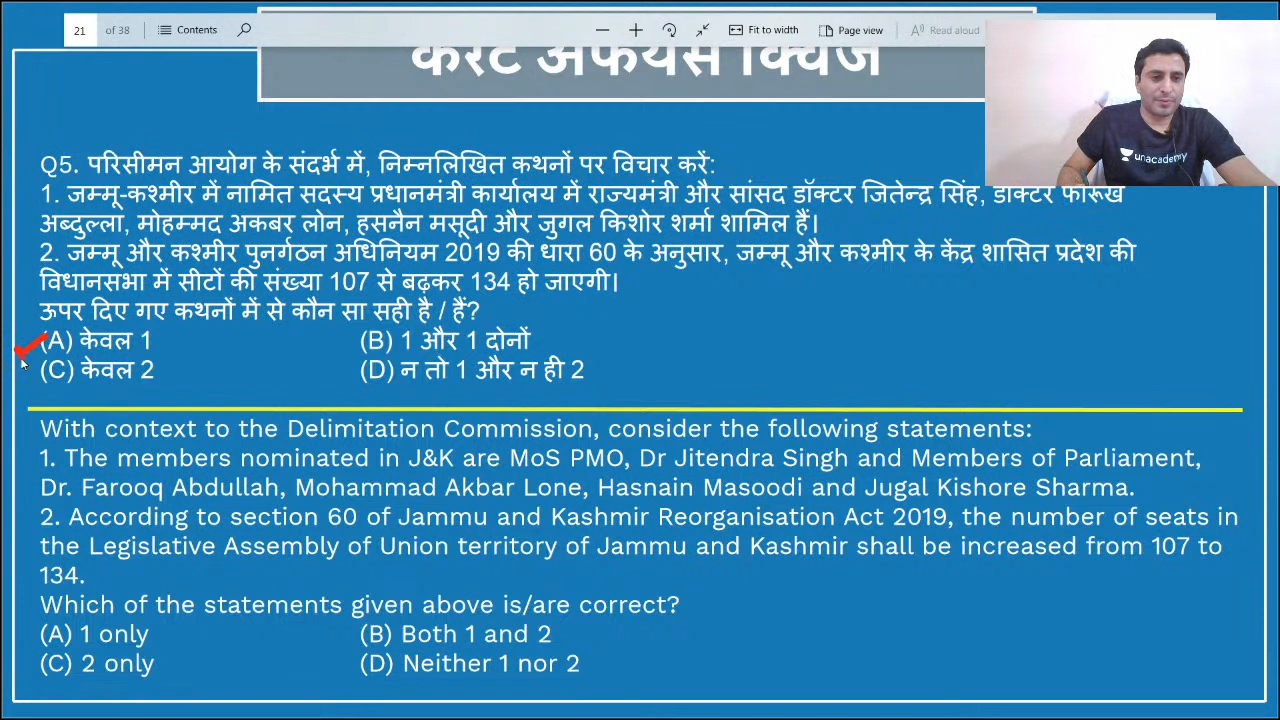 21 of 38 Contents Fit to width Page view Read aloud
करंट अफेयर्स क्विज
unacademy
Q5. परिसीमन आयोग के संदर्भ में, निम्नलिखित कथनों पर विचार करें:
1. जम्मू-कश्मीर में नामित सदस्य प्रधानमंत्री कार्यालय में राज्यमंत्री और सांसद डॉक्टर जितेन्द्र सिंह, डॉक्टर फारूख
अब्दुल्ला, मोहम्मद अकबर लोन, हसनैन मसूदी और जुगल किशोर शर्मा शामिल हैं।
2. जम्मू और कश्मीर पुनर्गठन अधिनियम 2019 की धारा 60 के अनुसार, जम्मू और कश्मीर के केंद्र शासित प्रदेश की
विधानसभा में सीटों की संख्या 107 से बढ़कर 134 हो जाएगी।
ऊपर दिए गए कथनों में से कौन सा सही है / हैं?
(A) केवल 1 (B) 1 और 1 दोनों
(C) केवल 2 (D) न तो 1 और न ही 2
With context to the Delimitation Commission, consider the following statements:
1. The members nominated in J&K are MoS PMO, Dr Jitendra Singh and Members of Parliament,
Dr. Farooq Abdullah, Mohammad Akbar Lone, Hasnain Masoodi and Jugal Kishore Sharma.
2. According to section 60 of Jammu and Kashmir Reorganisation Act 2019, the number of seats in
the Legislative Assembly of Union territory of Jammu and Kashmir shall be increased from 107 to
134.
Which of the statements given above is/are correct?
(A) 1 only (B) Both 1 and 2
(C) 2 only (D) Neither 1 nor 2